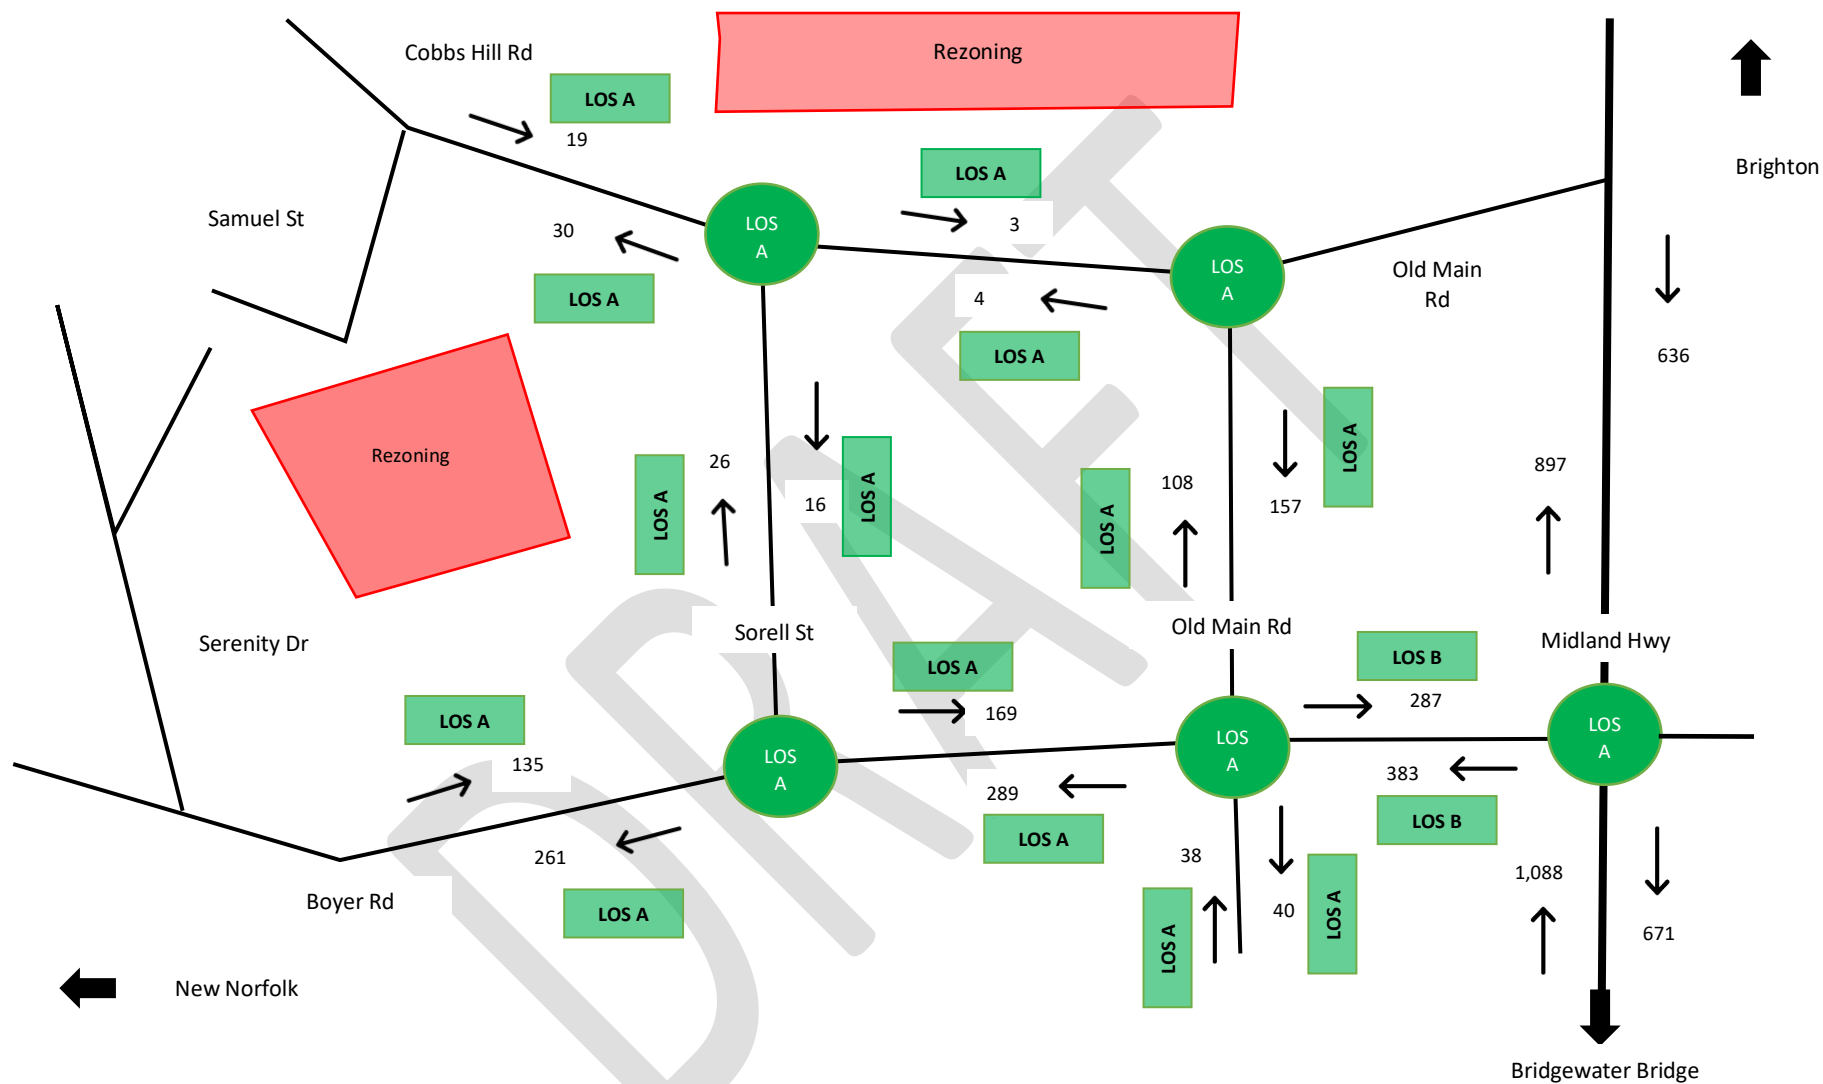 Cobbs Hill Rd
Rezoning
LOS A
19
LOS A
Brighton
Samuel St
30
LOS
A
3
LOS
A
Old Main
Rd
LOS A
4
LOS A
636
Rezoning
LOS A
26
16
LOS A
LOS A
108
157
LOS A
897
Serenity Dr
Sorell St
Old Main Rd
Midland Hwy
LOS A
LOS B
LOS A
135
169
287
LOS
A
LOS
A
LOS
A
289
383
LOS A
LOS B
261
LOS A
38
40
LOS A
LOS A
1,088
671
Boyer Rd
New Norfolk
Bridgewater Bridge
DRAFT